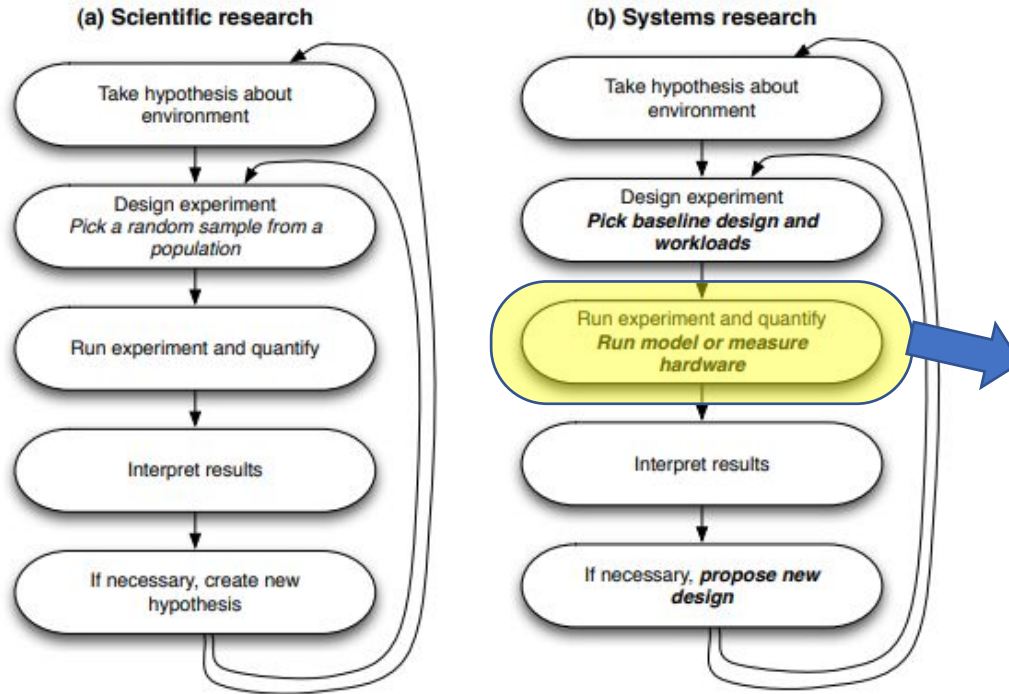 (a) Scientific research
Take hypothesis about
environment
Design experiment
Pick a random sample from a
population
Run experiment and quantify
Interpret results
If necessary, create new
hypothesis
(b) Systems research
Take hypothesis about
environment
Design experiment
Pick baseline design and
workloads
Run experiment and quantify
Run model or measure
hardware
Interpret results
If necessary, propose new
design